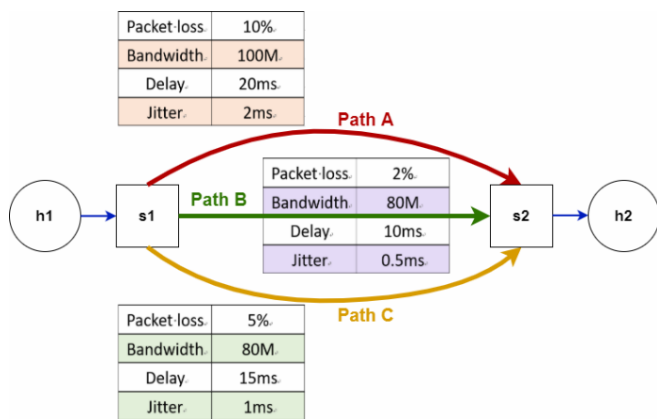 Packet-loss 10%
Bandwidth 100M
Delay 20ms
Jitter 2ms
Path A
Packet-loss 2%
Bandwidth 80M
Delay 10ms
Jitter 0.5ms
h1
s1
Path B
s2
h2
Path C
Packet-loss 5%
Bandwidth 80M
Delay 15ms
Jitter 1ms